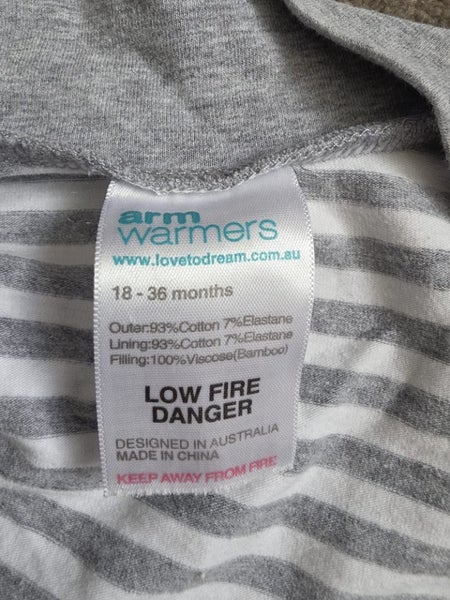 arm
warmers
www.lovetodream.com.au
18 - 36 months
Outer:93%Cotton 7%Elastane
Lining:93%Cotton 7%Elastane
Filling:100%Viscose(Bamboo)
LOW FIRE
DANGER
DESIGNED IN AUSTRALIA
MADE IN CHINA
KEEP AWAY FROM FIRE